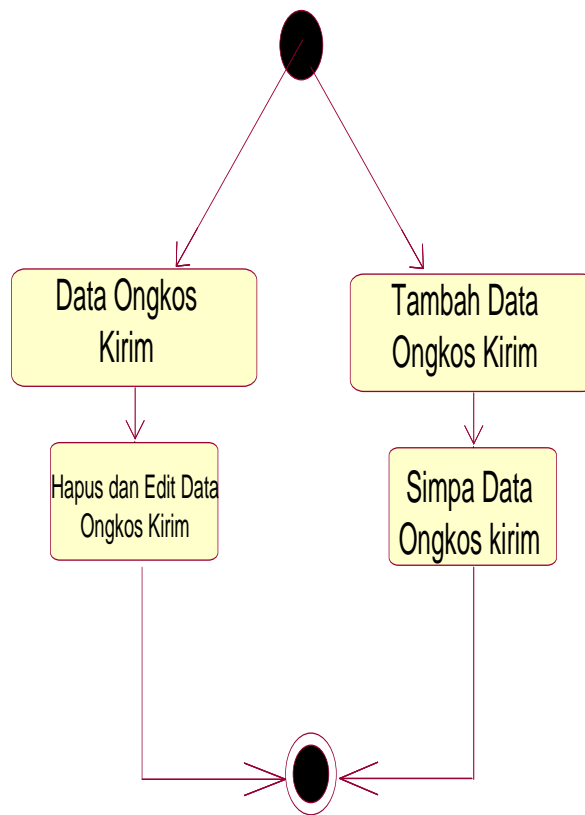 Data Ongkos
Kirim
Tambah Data
Ongkos Kirim
Hapus dan Edit Data
Ongkos Kirim
Simpa Data
Ongkos kirim